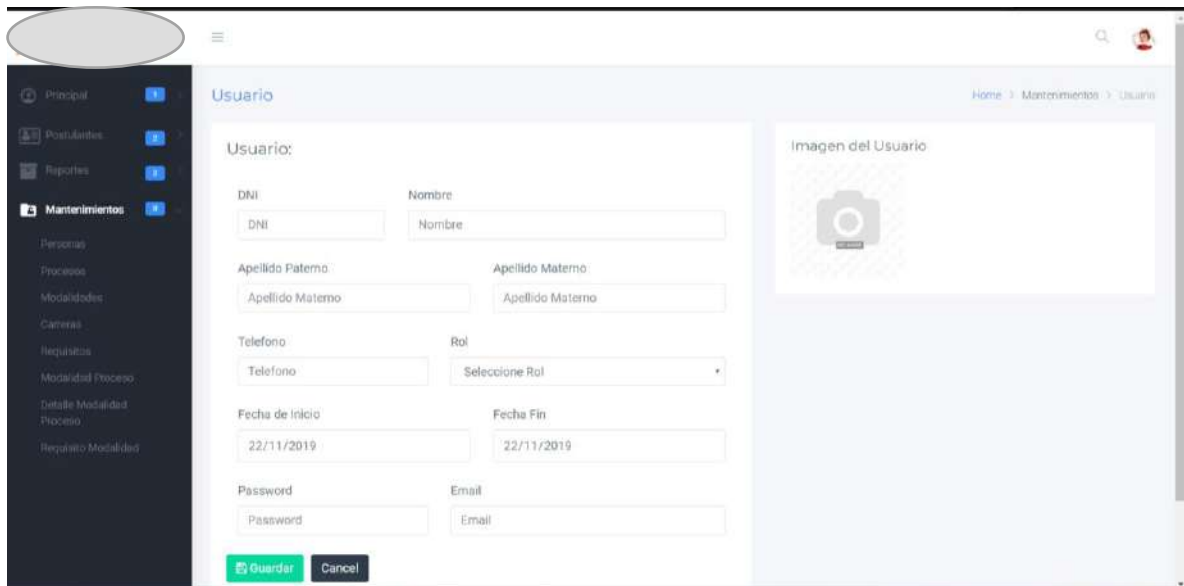 Principal 1
Postulantes 2
Reportes 3
Mantenimientos
Personas
Procesos
Modalidades
Carreras
Requisitos
Modalidad Proceso
Detalle Modalidad
Proceso
Requisito Modalidad
Usuario
Home > Mantenimientos > Usuario
Usuario:
DNI Nombre
DNI Nombre
Apellido Paterno Apellido Materno
Apellido Materno Apellido Materno
Telefono Rol
Telefono Seleccione Rol
Fecha de Inicio Fecha Fin
22/11/2019 22/11/2019
Password Email
Password Email
Guardar Cancel
Imagen del Usuario